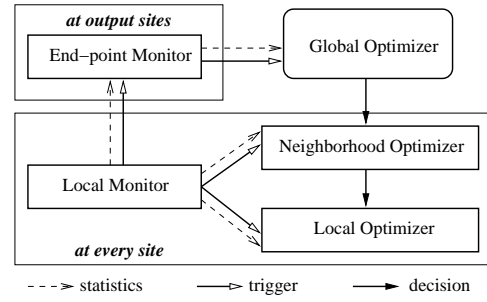 at output sites
End-point Monitor
Global Optimizer
Neighborhood Optimizer
Local Monitor
Local Optimizer
at every site
statistics
trigger
decision